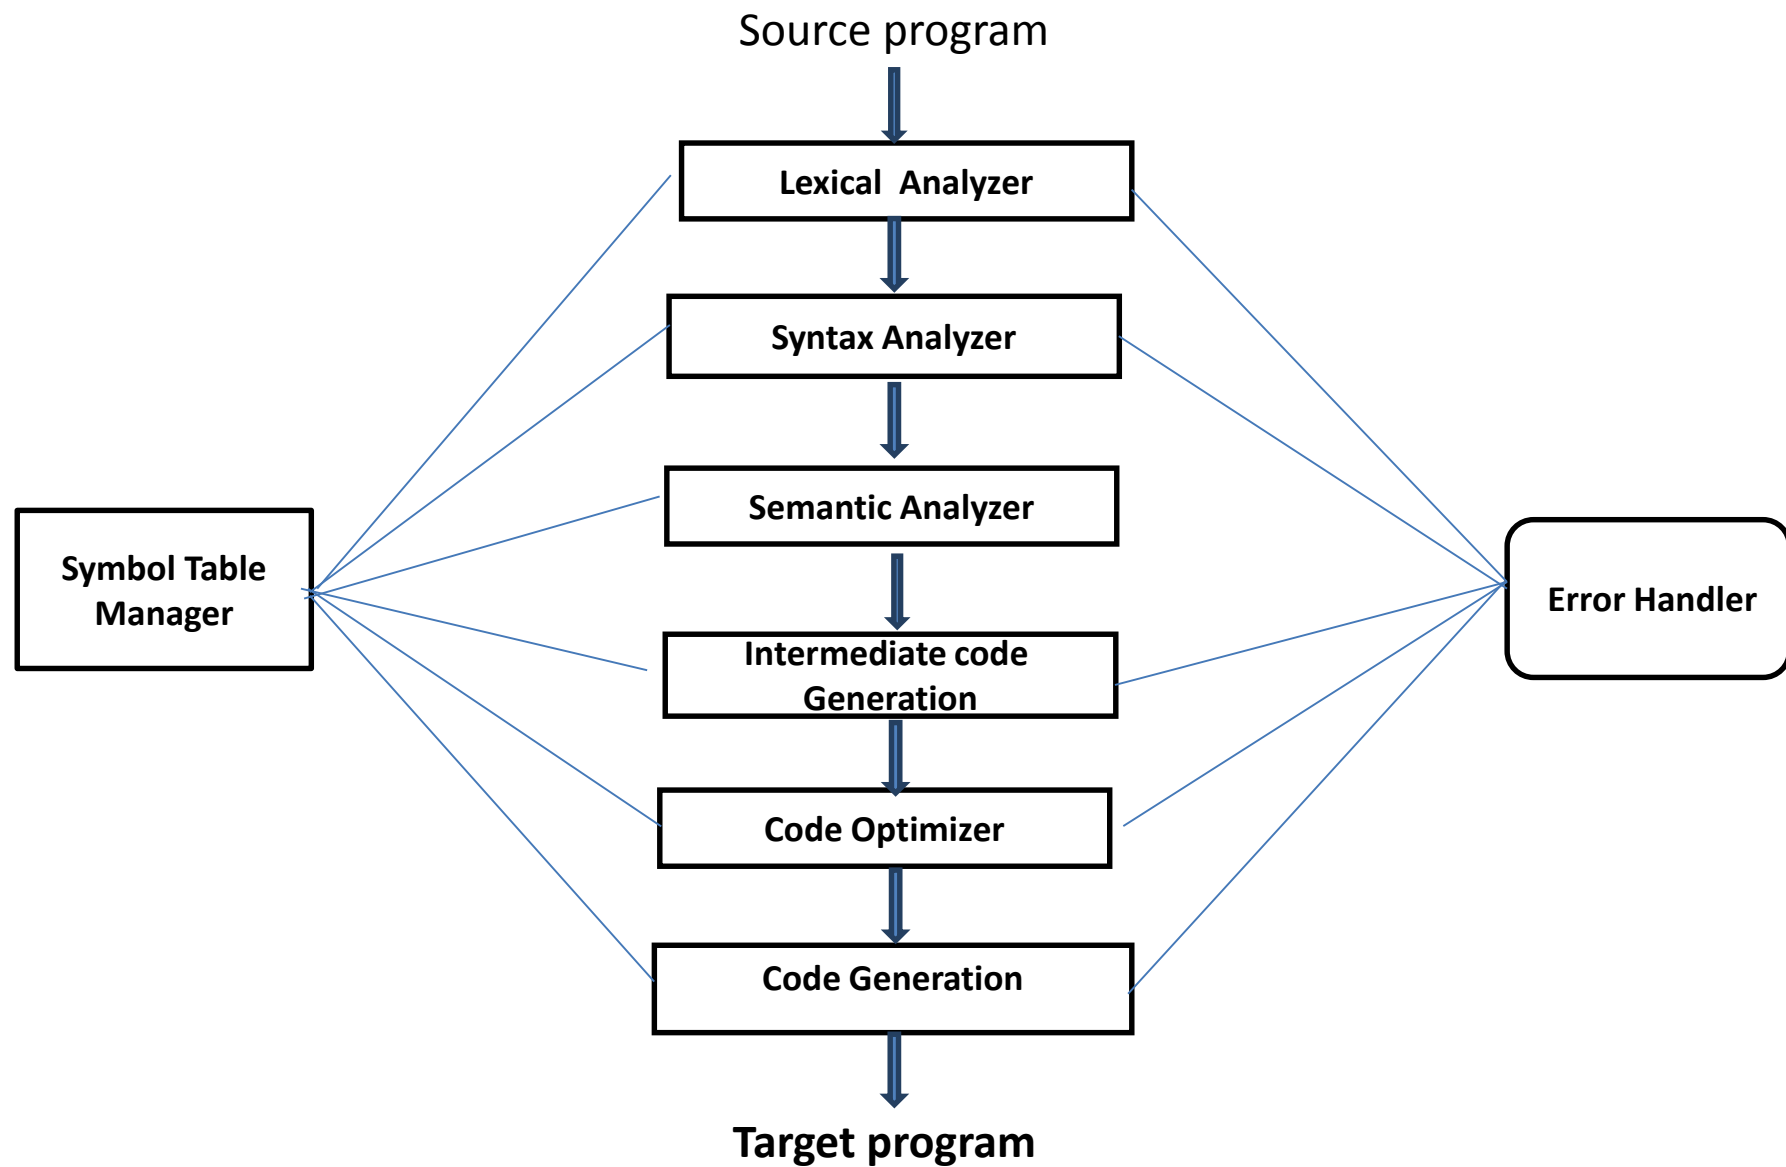 Source program
Lexical  Analyzer
Syntax Analyzer
Semantic Analyzer
Symbol Table
Manager
Error Handler
Intermediate code
Generation
Code Optimizer
Code Generation
Target program